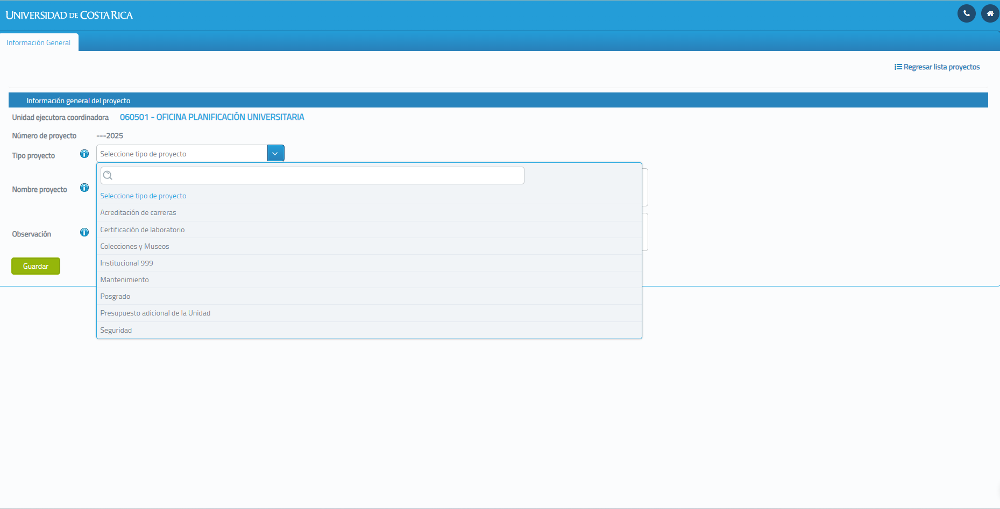 UNIVERSIDAD DE COSTA RICA
Información General
Regresar lista proyectos
Información general del proyecto
Unidad ejecutora coordinadora 060501 - OFICINA PLANIFICACIÓN UNIVERSITARIA
Número de proyecto ---2025
Tipo proyecto Seleccione tipo de proyecto
Nombre proyecto
Observación
Guardar
Seleccione tipo de proyecto
Acreditación de carreras
Certificación de laboratorio
Colecciones y Museos
Institucional 999
Mantenimiento
Posgrado
Presupuesto adicional de la Unidad
Seguridad